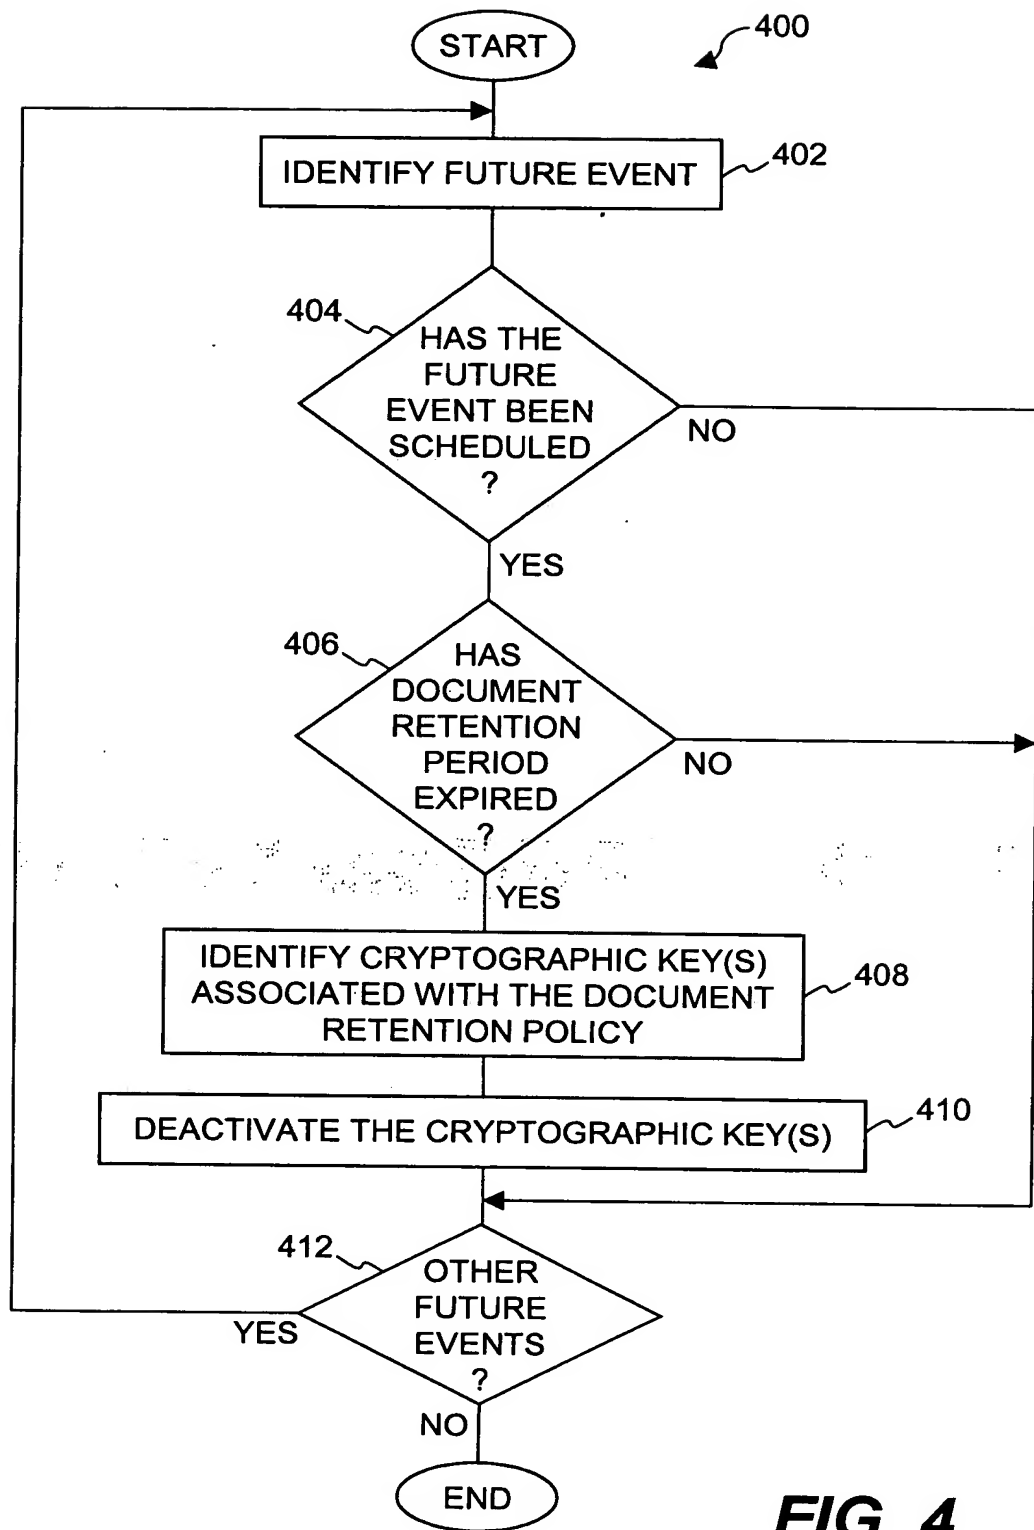 START
400
IDENTIFY FUTURE EVENT
402
404
HAS THE
FUTURE
EVENT BEEN
SCHEDULED
?
NO
YES
406
HAS
DOCUMENT
RETENTION
PERIOD
EXPIRED
?
NO
YES
IDENTIFY CRYPTOGRAPHIC KEY(S)
ASSOCIATED WITH THE DOCUMENT
RETENTION POLICY
408
DEACTIVATE THE CRYPTOGRAPHIC KEY(S)
410
412
OTHER
FUTURE
EVENTS
?
YES
NO
END
FIG. 4